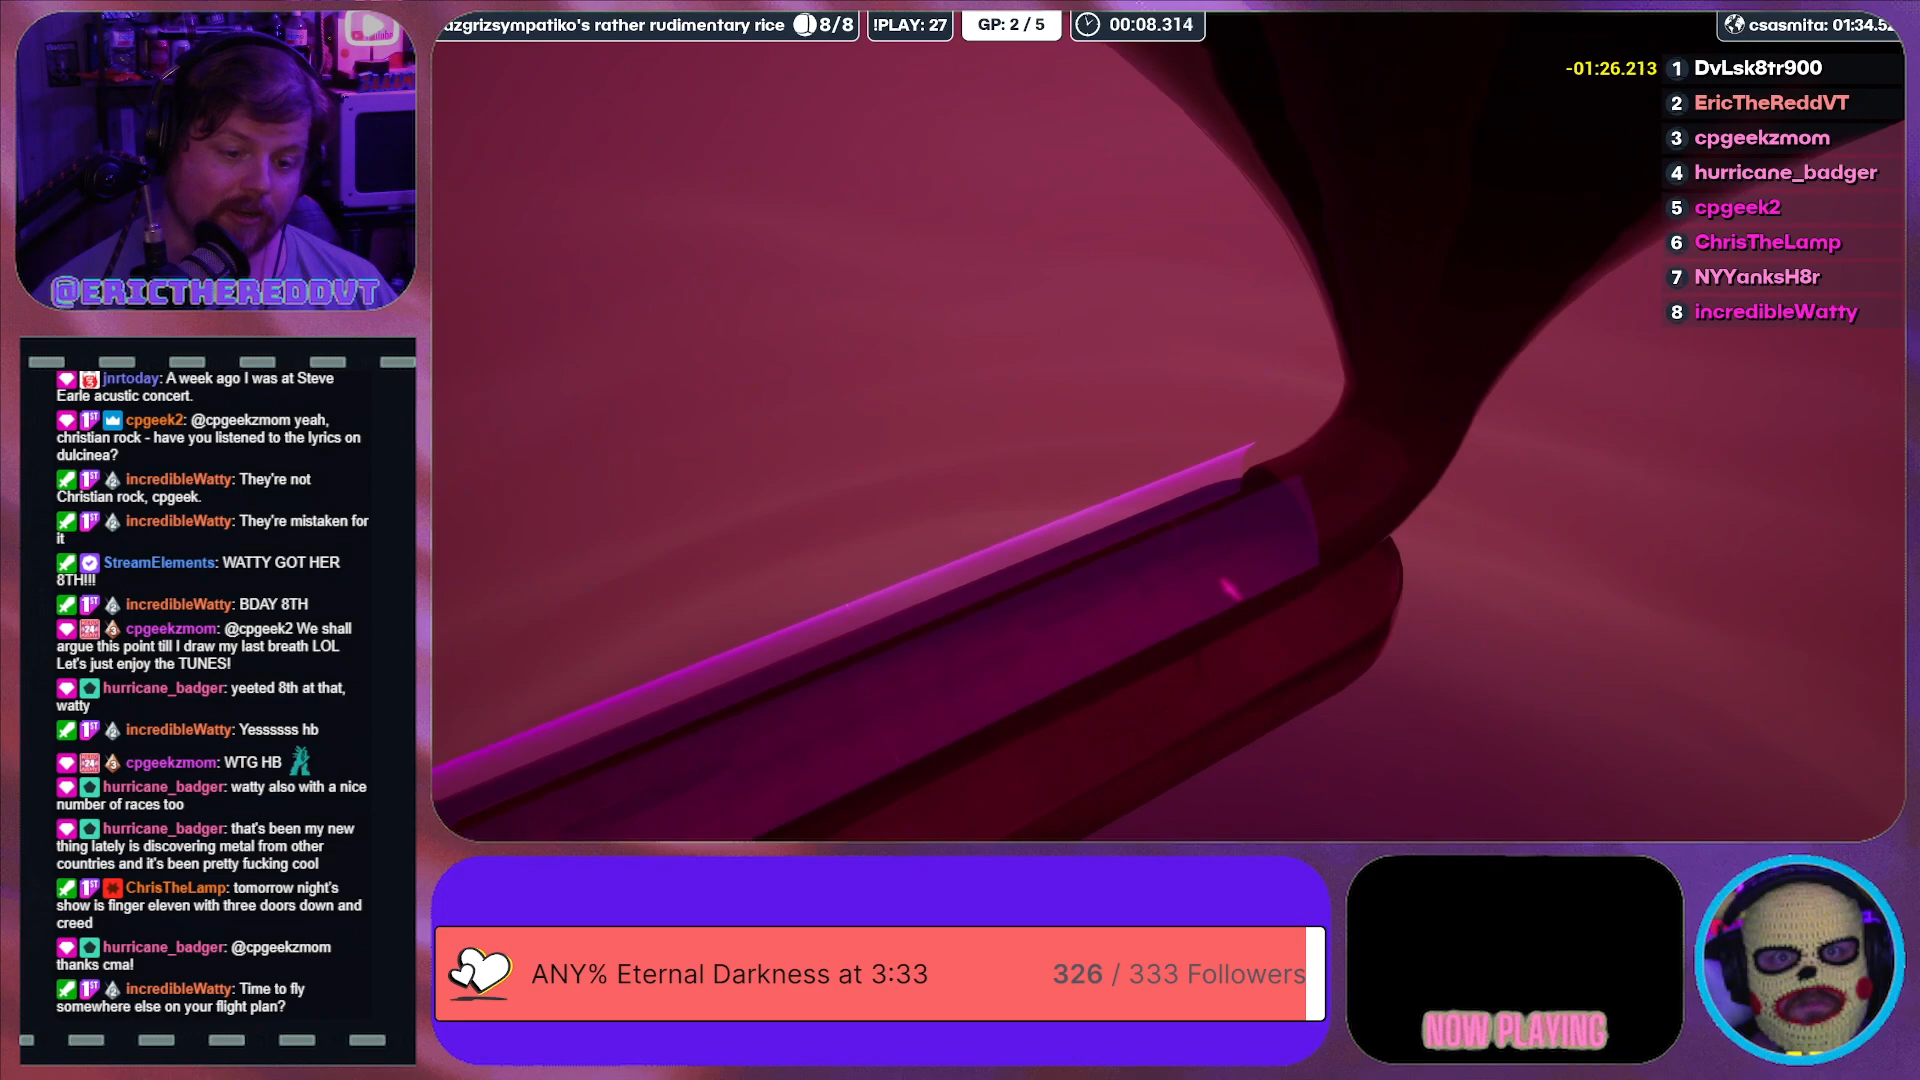 azgrizsympatiko's rather rudimentary rice 8/8
!PLAY: 27
GP: 2 / 5
00:08.314
csasmita: 01:34.5
-01:26.213 1 DvLsk8tr900
2 EricTheReddVT
3 cpgeekzmom
4 hurricane_badger
5 cpgeek2
6 ChrisTheLamp
7 NYYanksH8r
8 incredibleWatty
@ERICTHEREDDVT
jnrtoday: A week ago I was at Steve
Earle acustic concert.
cpgeek2: @cpgeekzmom yeah,
christian rock - have you listened to the lyrics on
dulcinea?
incredibleWatty: They're not
Christian rock, cpgeek.
incredibleWatty: They're mistaken for
it
StreamElements: WATTY GOT HER
8TH!!!
incredibleWatty: BDAY 8TH
cpgeekzmom: @cpgeek2 We shall
argue this point till I draw my last breath LOL
Let's just enjoy the TUNES!
hurricane_badger: yeeted 8th at that,
watty
incredibleWatty: Yessssss hb
cpgeekzmom: WTG HB
hurricane_badger: watty also with a nice
number of races too
hurricane_badger: that's been my new
thing lately is discovering metal from other
countries and it's been pretty fucking cool
ChrisTheLamp: tomorrow night's
show is finger eleven with three doors down and
creed
hurricane_badger: @cpgeekzmom
thanks cma!
incredibleWatty: Time to fly
somewhere else on your flight plan?
ANY% Eternal Darkness at 3:33
326 / 333 Followers
NOW PLAYING